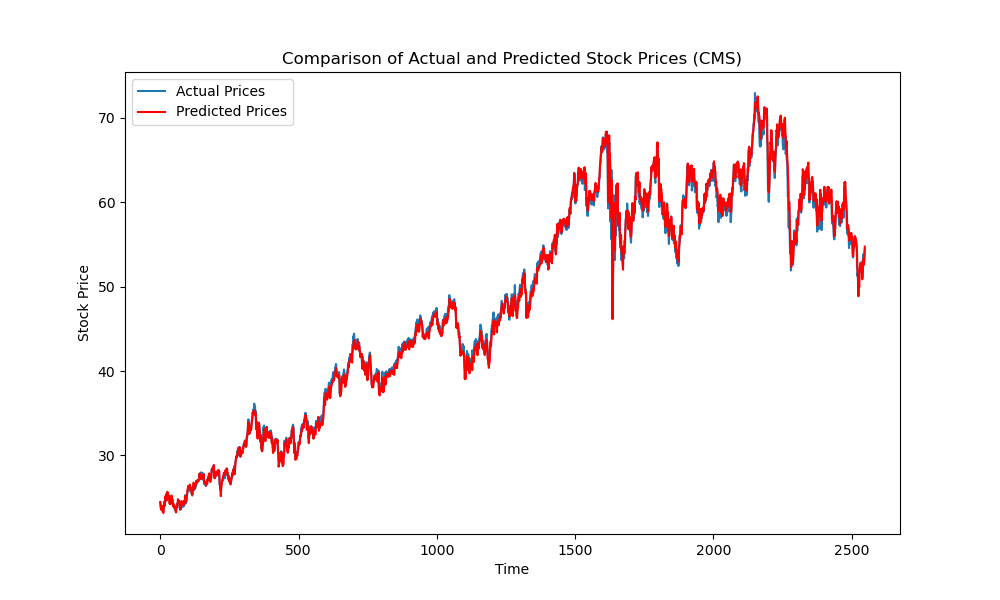 Comparison of Actual and Predicted Stock Prices (CMS)
Actual Prices
Predicted Prices
70
60
50
40
30
Stock Price
0 500 1000 1500 2000 2500
Time